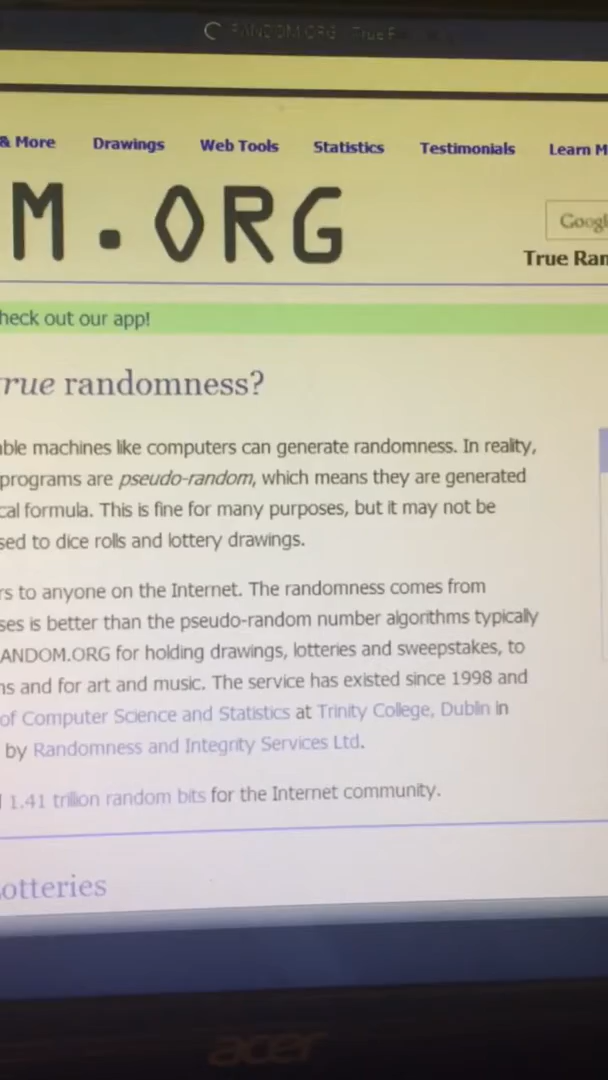 RANDOM.ORG - True
& More Drawings Web Tools Statistics Testimonials Learn M
M.ORG
Googl
True Ran
heck out our app!
rue randomness?
ble machines like computers can generate randomness. In reality,
programs are pseudo-random, which means they are generated
cal formula. This is fine for many purposes, but it may not be
sed to dice rolls and lottery drawings.
rs to anyone on the Internet. The randomness comes from
ses is better than the pseudo-random number algorithms typically
ANDOM.ORG for holding drawings, lotteries and sweepstakes, to
ns and for art and music. The service has existed since 1998 and
of Computer Science and Statistics at Trinity College, Dublin in
by Randomness and Integrity Services Ltd.
1.41 trillion random bits for the Internet community.
otteries
acer